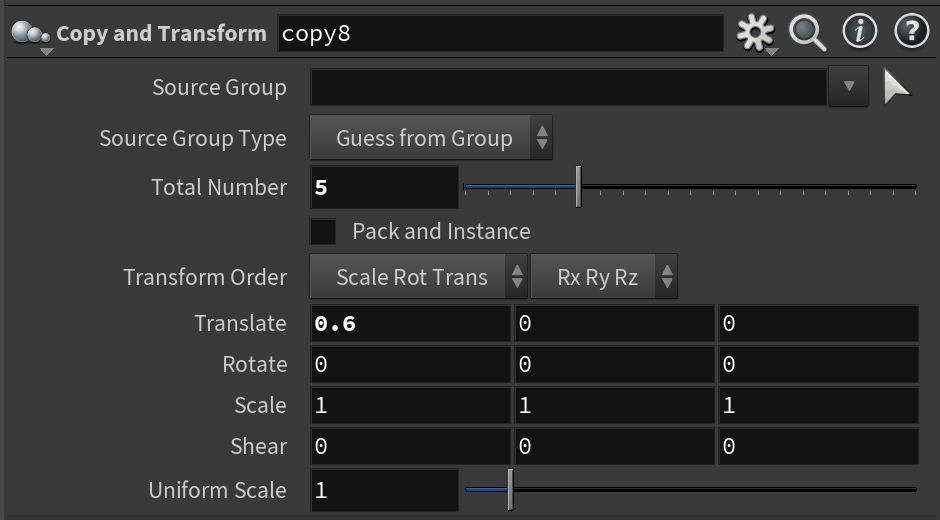 Copy and Transform copy8
Source Group
Source Group Type Guess from Group
Total Number 5
Pack and Instance
Transform Order Scale Rot Trans Rx Ry Rz
Translate 0.6 0 0
Rotate 0 0 0
Scale 1 1 1
Shear 0 0 0
Uniform Scale 1